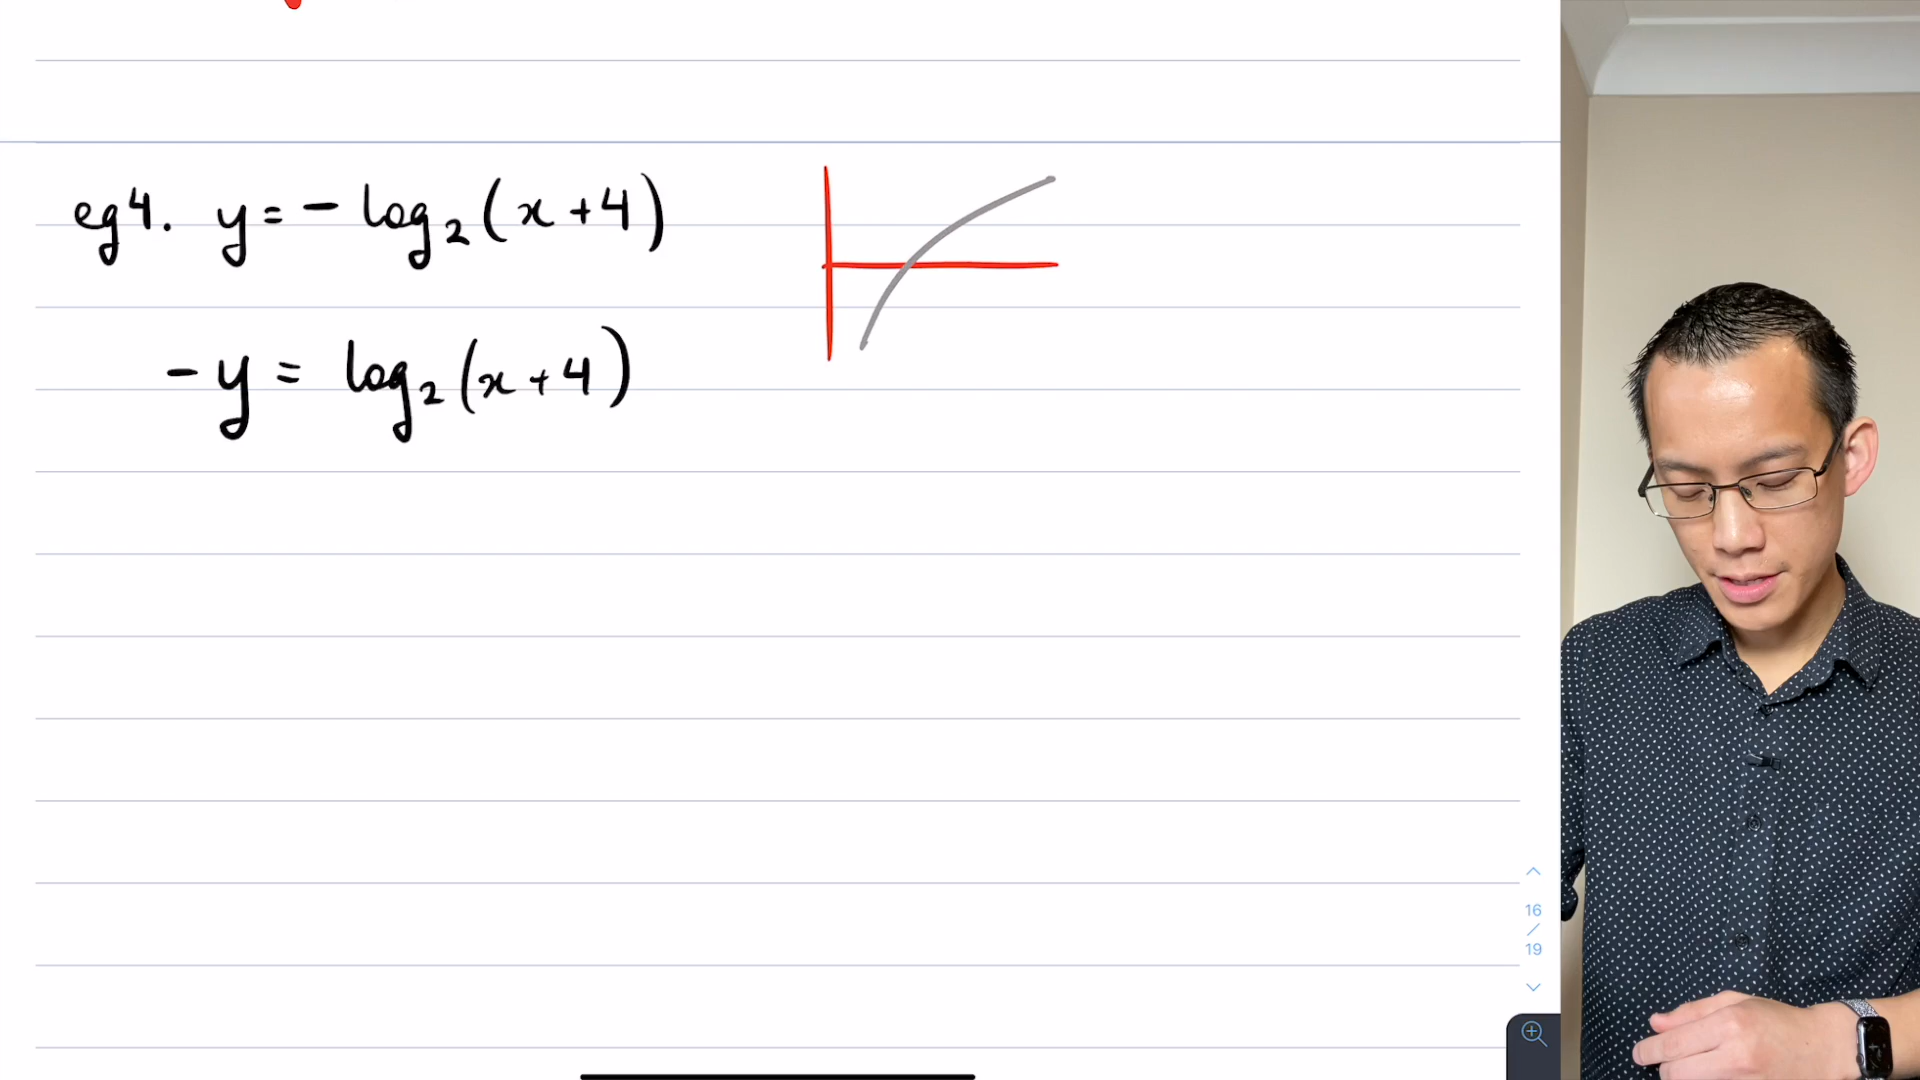 eg4. y = - log₂(x+4)
-y = log₂(x+4)
16
/
19